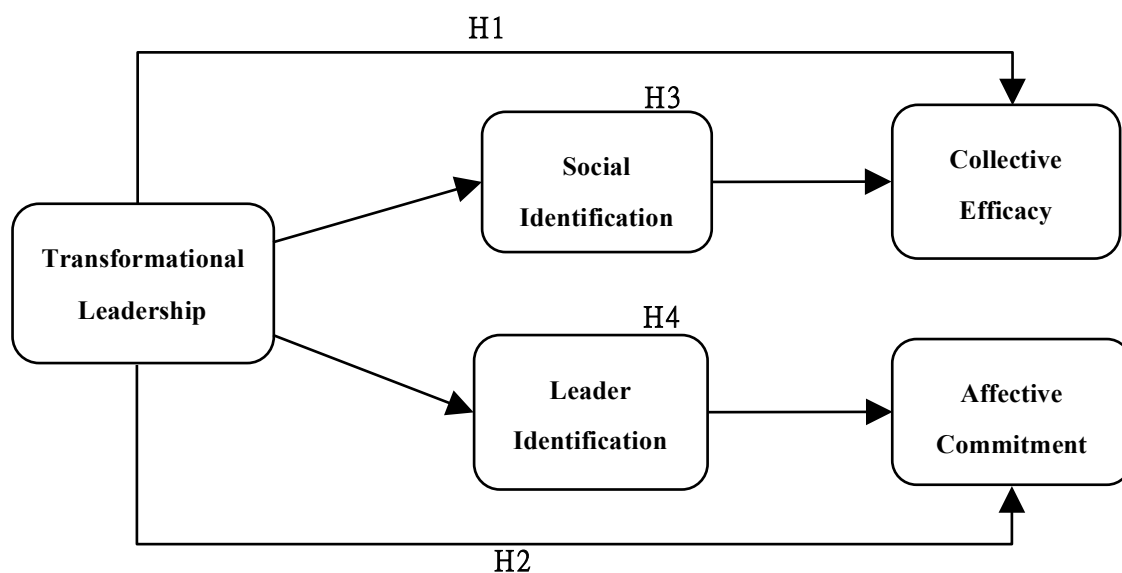 H1
H3
Social
Identification
Collective
Efficacy
Transformational
Leadership
H4
Leader
Identification
Affective
Commitment
H2